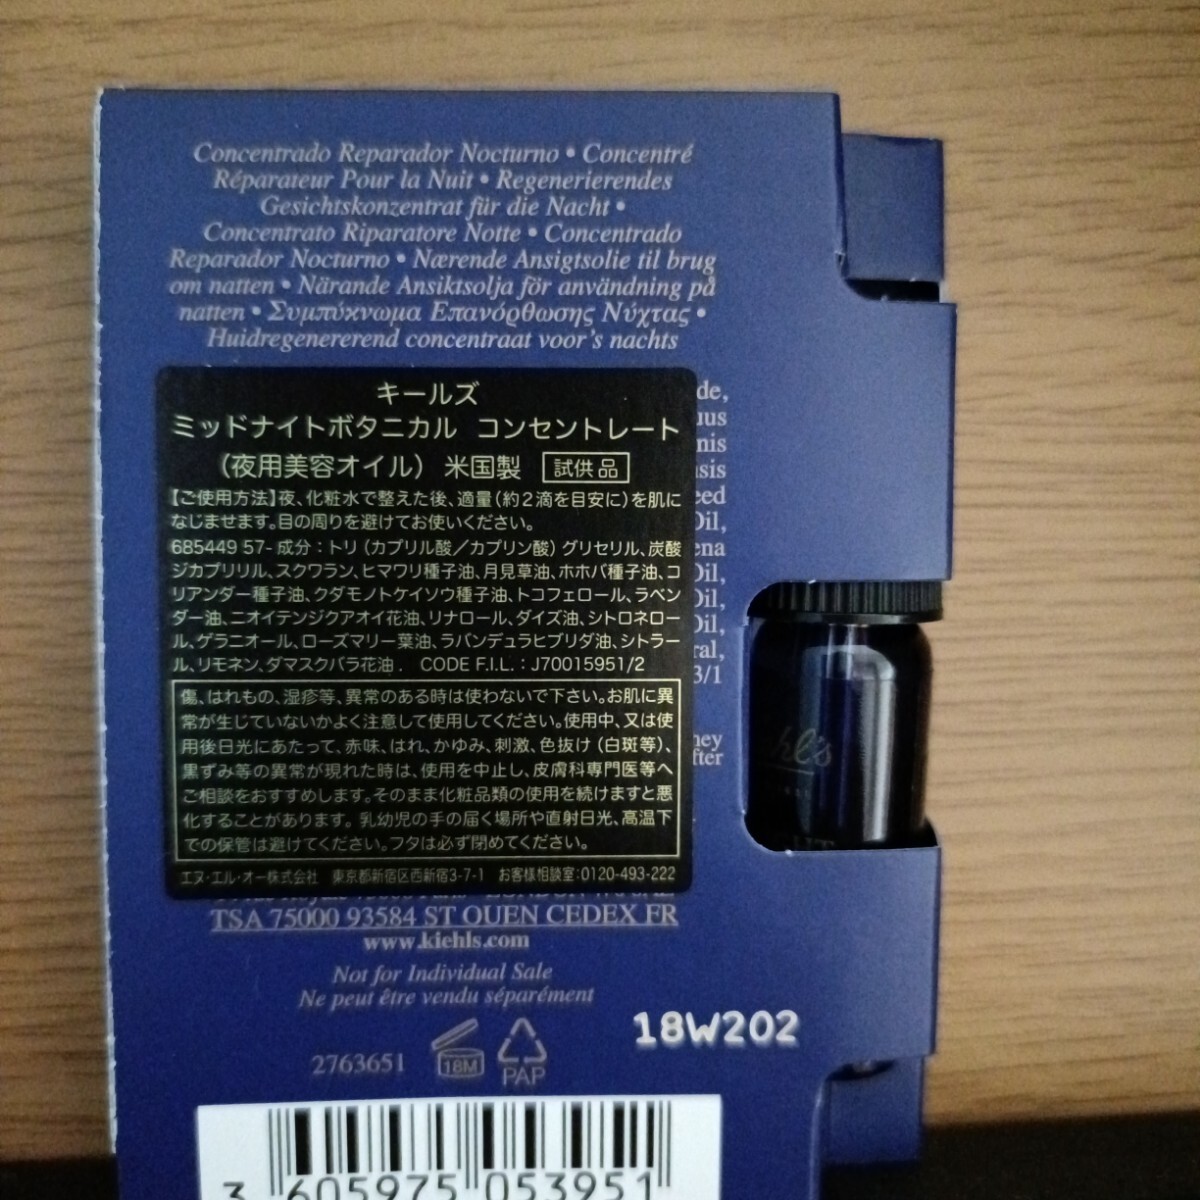 Concentrado Reparador Nocturno • Concentré
Réparateur Pour la Nuit • Regenerierendes
Gesichtskonzentrat für die Nacht •
Concentrato Riparatore Notte • Concentrado
Reparador Nocturno • Nærende Ansigtsolie til brug
om natten • Närande Ansiktsolja för användning på
natten • Συμπύκνωμα Επανόρθωσης Νύχτας •
Huidregenererend concentraat voor's nachts
キールズ
ミッドナイトボタニカル コンセントレート
(夜用美容オイル) 米国製 試供品
【ご使用方法】夜、化粧水で整えた後、適量(約2滴を目安に)を肌に
なじませます。目の周りを避けてお使いください。
685449 57- 成分:トリ(カプリル酸/カプリン酸)グリセリル、炭酸
ジカプリリル、スクワラン、ヒマワリ種子油、月見草油、ホホバ種子油、コ
リアンダー種子油、クダモノトケイソウ種子油、トコフェロール、ラベン
ダー油、ニオイテンジクアオイ花油、リナロール、ダイズ油、シトロネロー
ル、ゲラニオール、ローズマリー葉油、ラバンデュラヒブリダ油、シトラー
ル、リモネン、ダマスクバラ花油. CODE F.I.L.:J70015951/2
傷、はれもの、湿疹等、異常のある時は使わないで下さい。お肌に異
常が生じていないかよく注意して使用してください。使用中、又は使
用後日光にあたって、赤味、はれ、かゆみ、刺激、色抜け(白斑等)、
黒ずみ等の異常が現れた時は、使用を中止し、皮膚科専門医等へ
ご相談をおすすめします。そのまま化粧品類の使用を続けますと悪
化することがあります。乳幼児の手の届く場所や直射日光、高温下
での保管は避けてください。フタは必ず閉めてください。
エヌ・エル・オー株式会社 東京都新宿区西新宿3-7-1 お客様相談室:0120-493-222
de,
uus
mis
sis
eed
Oil,
ena
Oil,
Oil,
Oil,
ral,
3/1
ney
fter
hl's
TSA 75000 93584 ST OUEN CEDEX FR
www.kiehls.com
Not for Individual Sale
Ne peut être vendu séparément
18W202
2763651
18M
PAP
3 605975 053951